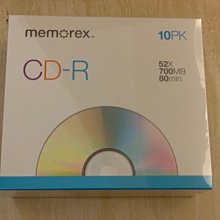 memorex
10PK
CD-R
52X
700MB
80min